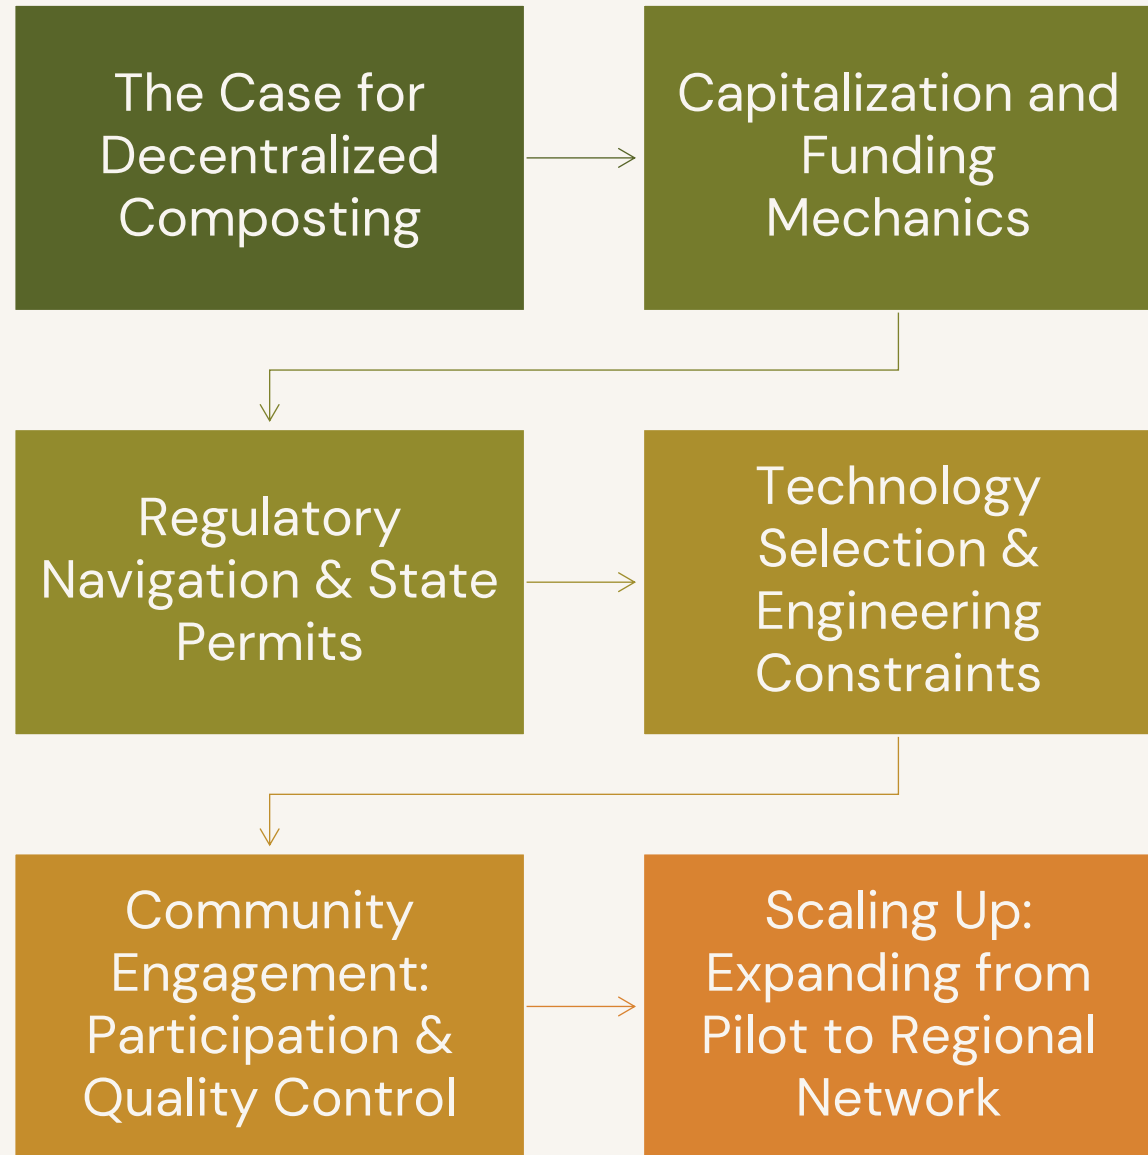 The Case for
Decentralized
Composting
Capitalization and
Funding
Mechanics
Regulatory
Navigation & State
Permits
Technology
Selection &
Engineering
Constraints
Community
Engagement:
Participation &
Quality Control
Scaling Up:
Expanding from
Pilot to Regional
Network